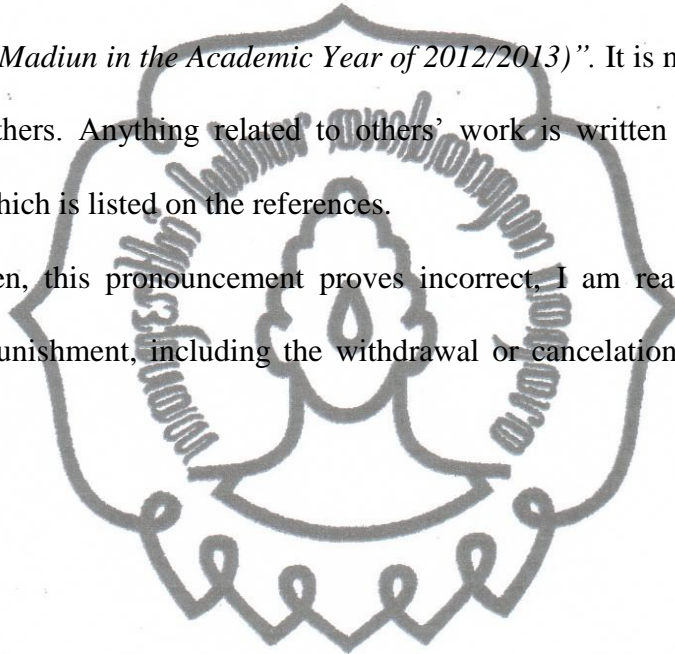 Madiun in the Academic Year of 2012/2013)”. It is n
thers. Anything related to others’ work is written
hich is listed on the references.
en, this pronouncement proves incorrect, I am rea
unishment, including the withdrawal or cancelation